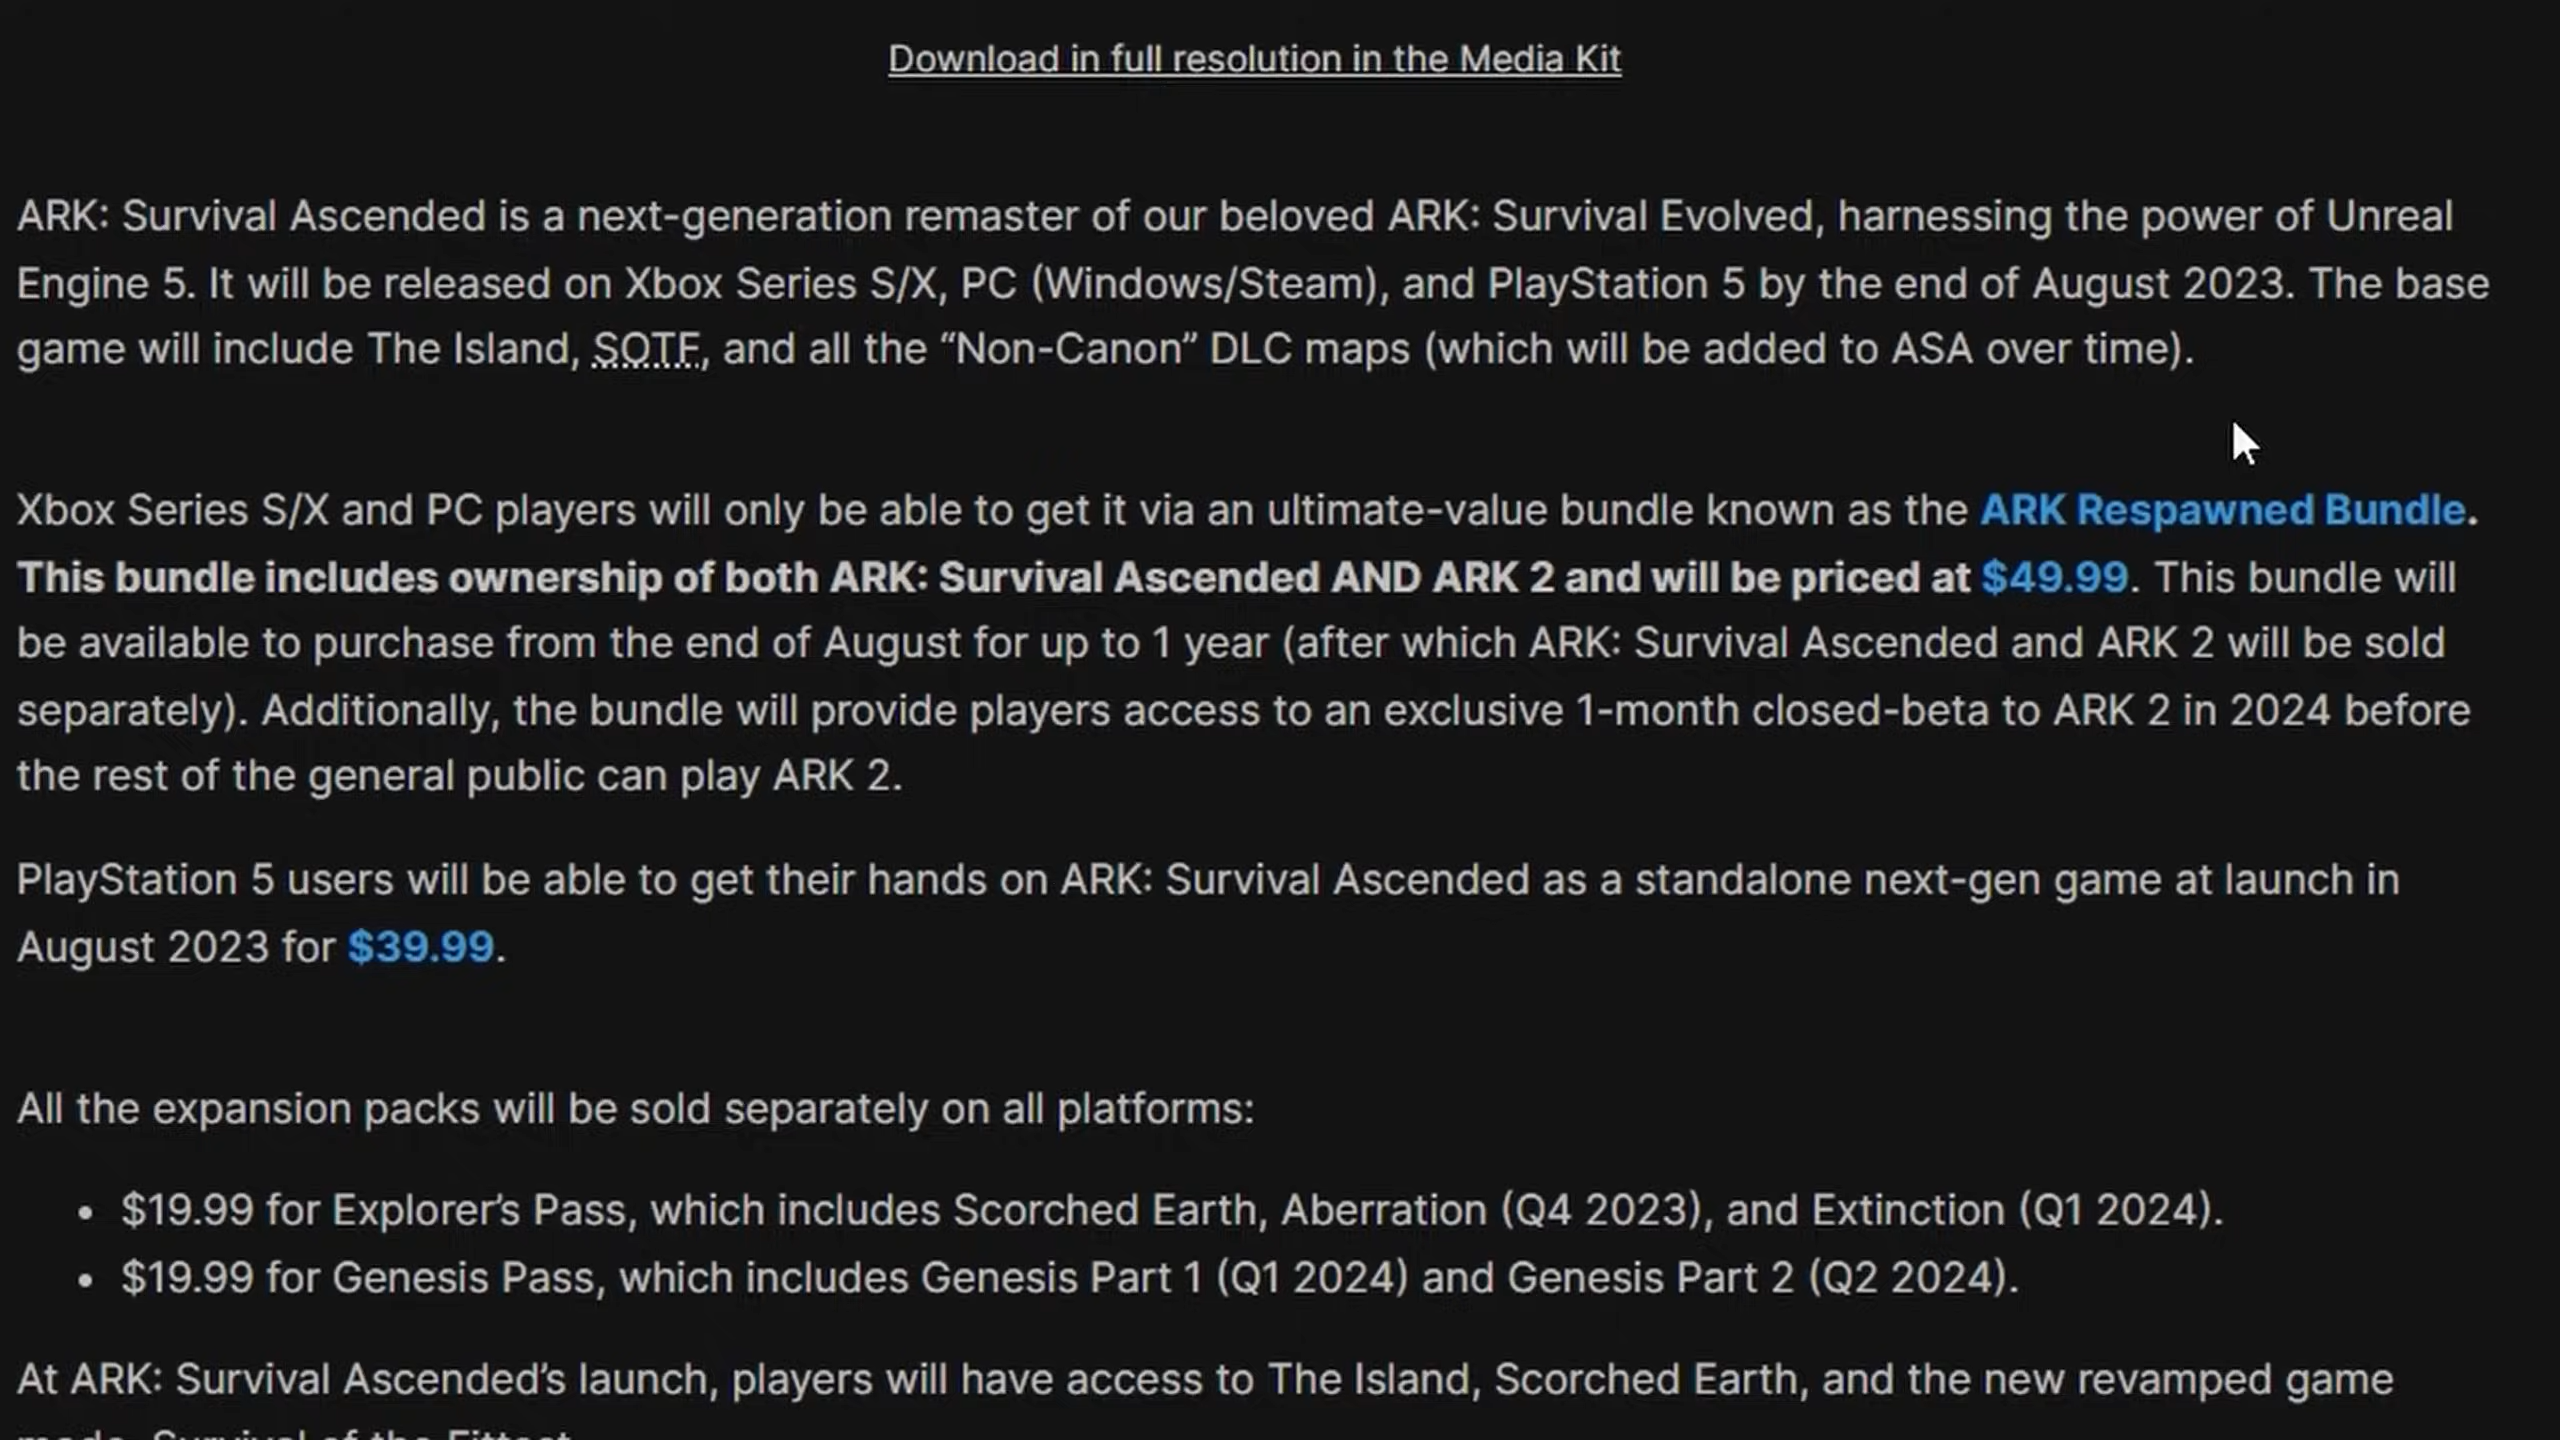 Download in full resolution in the Media Kit
ARK: Survival Ascended is a next-generation remaster of our beloved ARK: Survival Evolved, harnessing the power of Unreal
Engine 5. It will be released on Xbox Series S/X, PC (Windows/Steam), and PlayStation 5 by the end of August 2023. The base
game will include The Island, SOTF, and all the “Non-Canon” DLC maps (which will be added to ASA over time).
Xbox Series S/X and PC players will only be able to get it via an ultimate-value bundle known as the ARK Respawned Bundle.
This bundle includes ownership of both ARK: Survival Ascended AND ARK 2 and will be priced at $49.99. This bundle will
be available to purchase from the end of August for up to 1 year (after which ARK: Survival Ascended and ARK 2 will be sold
separately). Additionally, the bundle will provide players access to an exclusive 1-month closed-beta to ARK 2 in 2024 before
the rest of the general public can play ARK 2.
PlayStation 5 users will be able to get their hands on ARK: Survival Ascended as a standalone next-gen game at launch in
August 2023 for $39.99.
All the expansion packs will be sold separately on all platforms:
• $19.99 for Explorer’s Pass, which includes Scorched Earth, Aberration (Q4 2023), and Extinction (Q1 2024).
• $19.99 for Genesis Pass, which includes Genesis Part 1 (Q1 2024) and Genesis Part 2 (Q2 2024).
At ARK: Survival Ascended’s launch, players will have access to The Island, Scorched Earth, and the new revamped game
mode, Survival of the Fittest